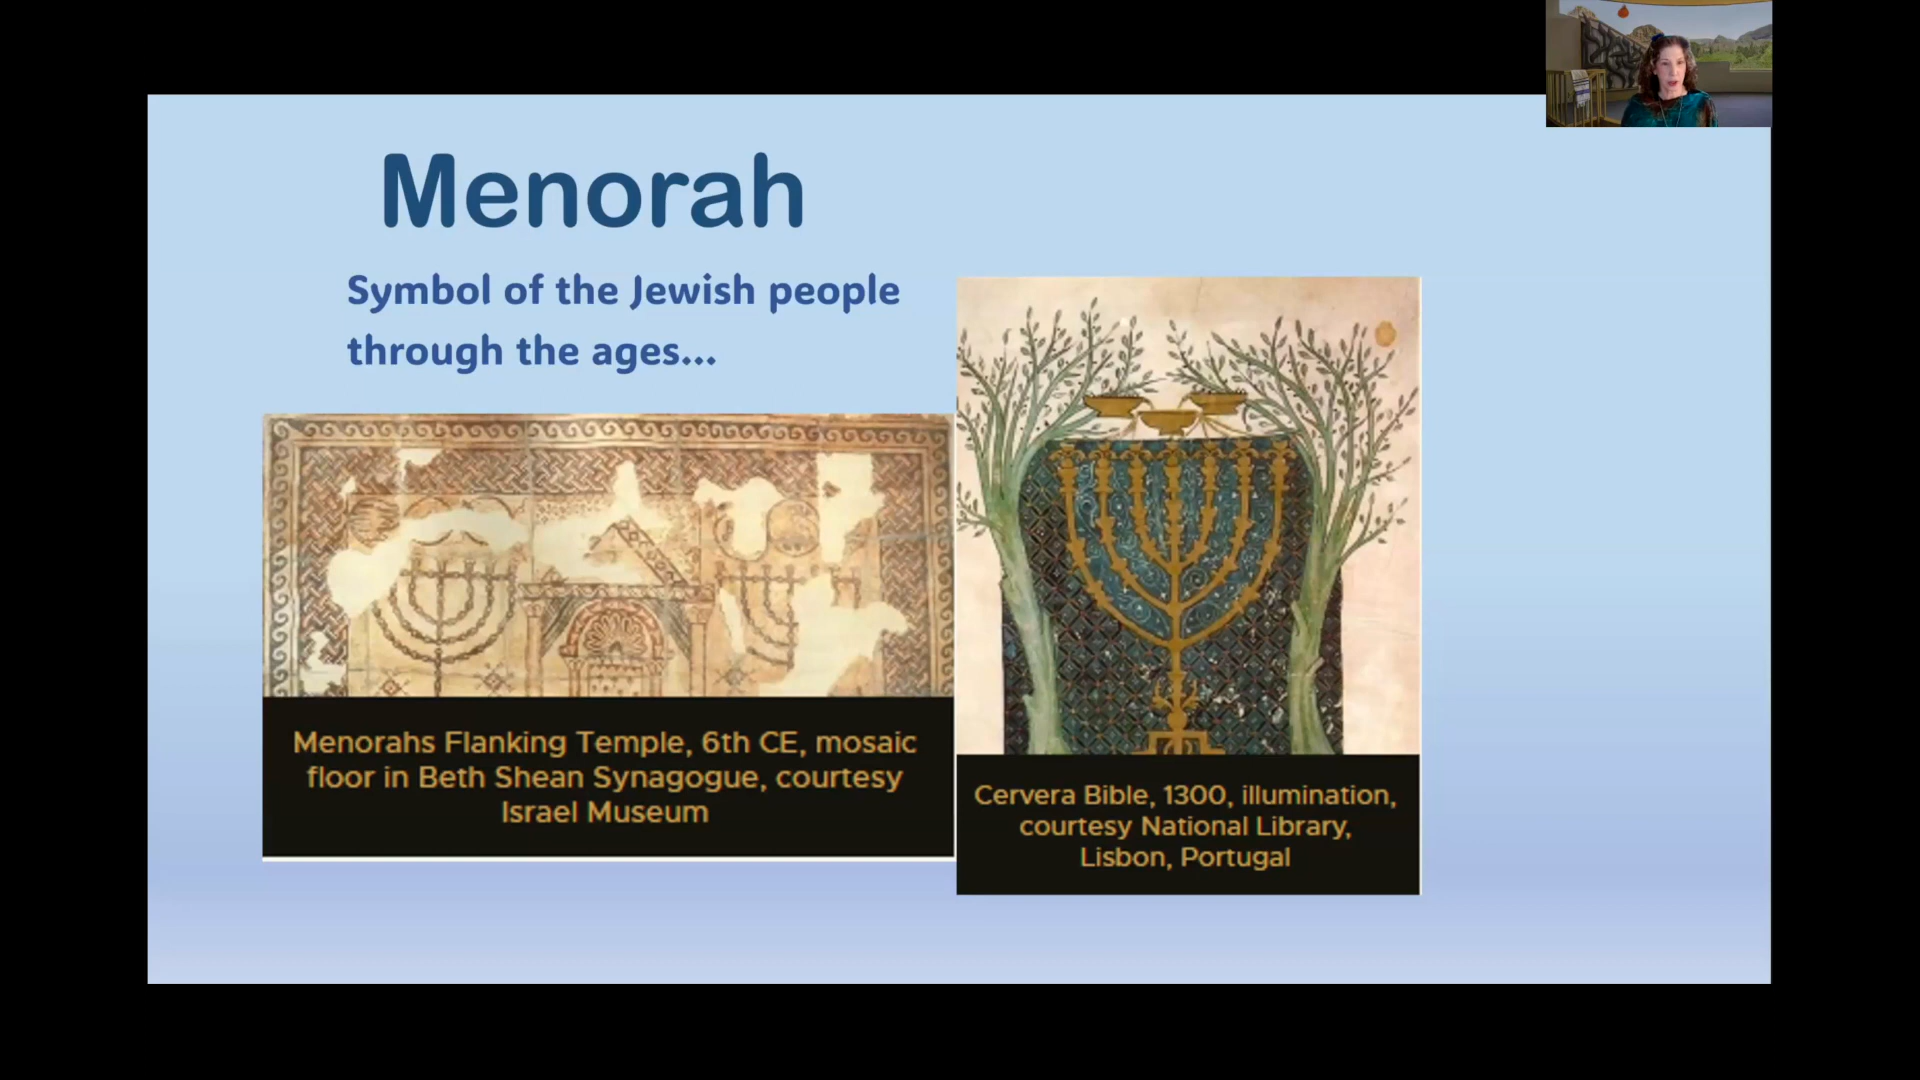 Menorah
Symbol of the Jewish people
through the ages...
Menorahs Flanking Temple, 6th CE, mosaic
floor in Beth Shean Synagogue, courtesy
Israel Museum
Cervera Bible, 1300, illumination,
courtesy National Library,
Lisbon, Portugal